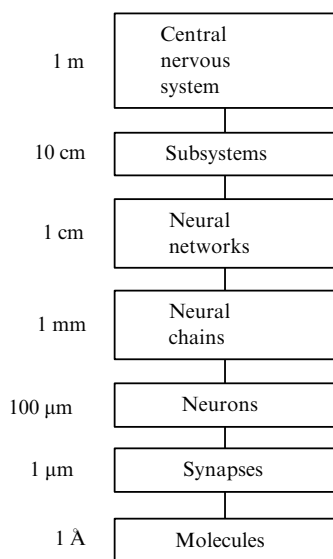 1 m
Central
nervous
system
10 cm
Subsystems
1 cm
Neural
networks
1 mm
Neural
chains
100 μm
Neurons
1 μm
Synapses
1 Å
Molecules